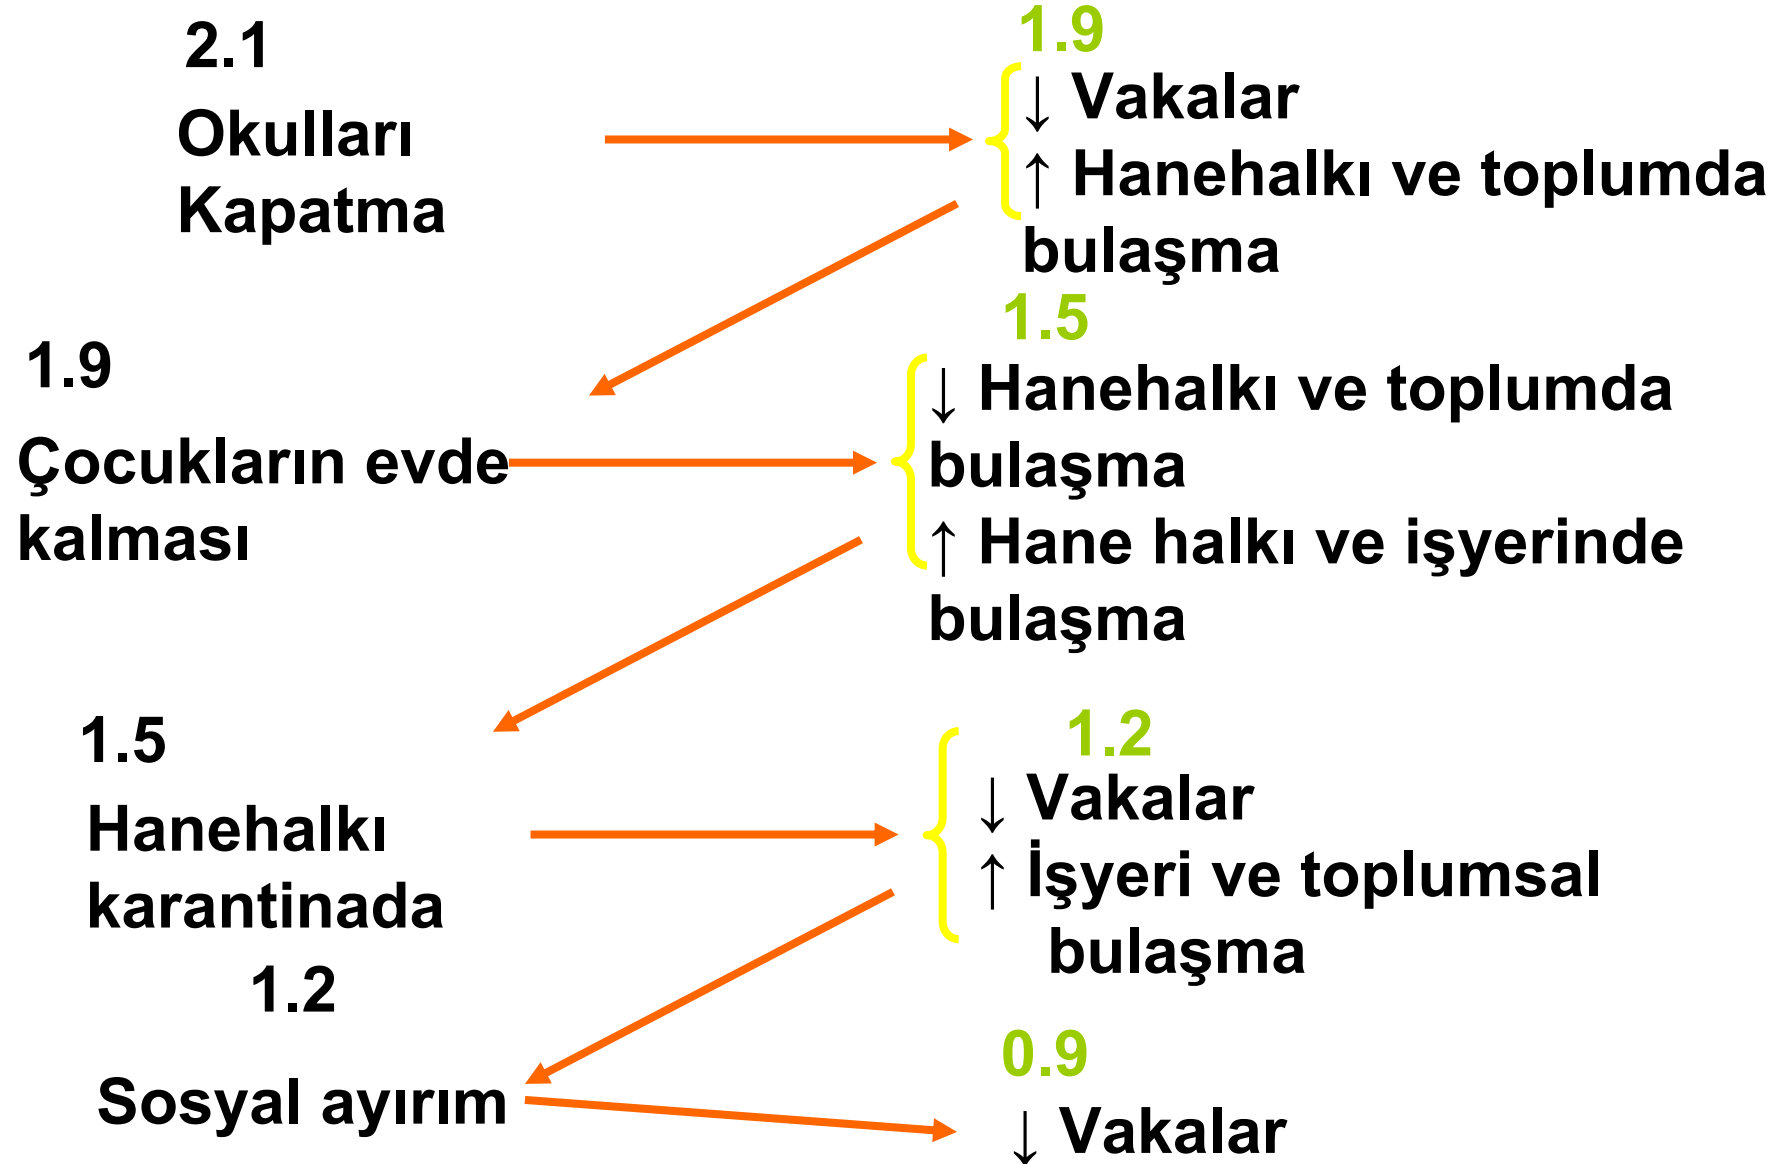 2.1
Okulları
Kapatma
1.9
↓ Vakalar
↑ Hanehalkı ve toplumda
bulaşma
1.9
Çocukların evde
kalması
1.5
↓ Hanehalkı ve toplumda
bulaşma
↑ Hane halkı ve işyerinde
bulaşma
1.5
Hanehalkı
karantinada
1.2
↓ Vakalar
↑ İşyeri ve toplumsal
bulaşma
1.2
Sosyal ayırım
0.9
↓ Vakalar